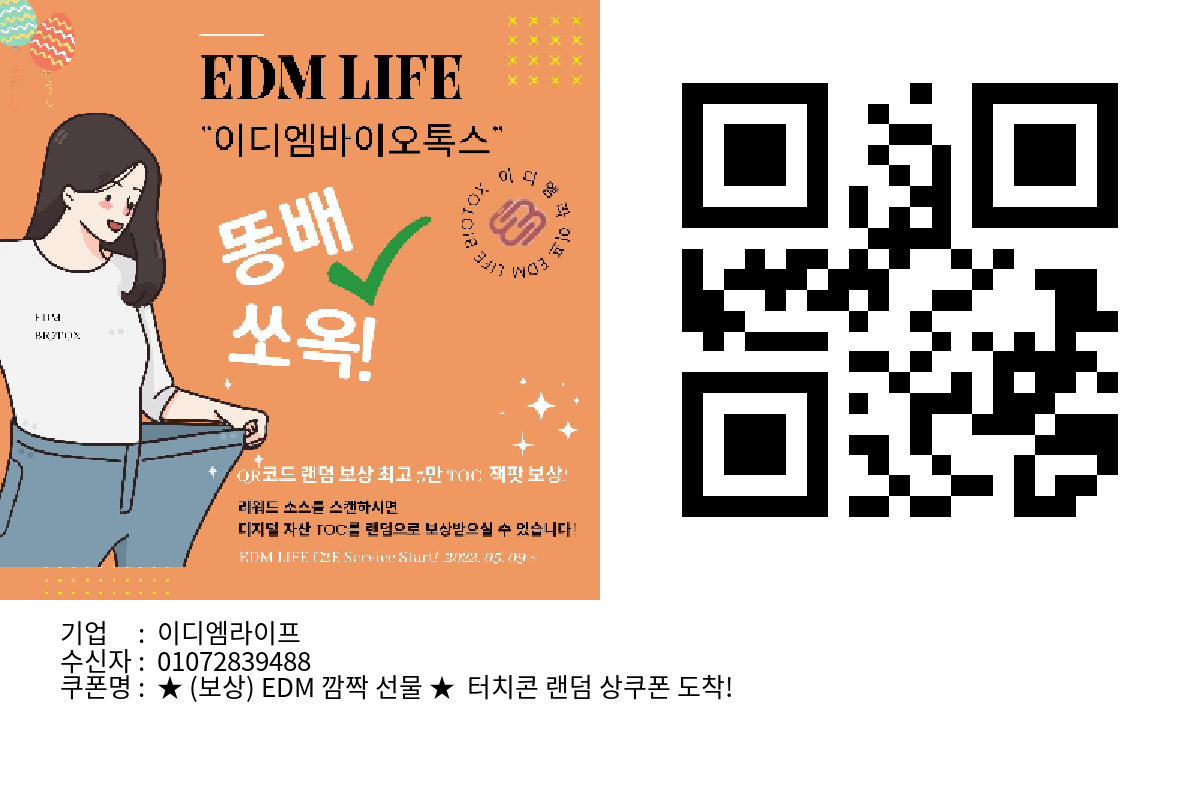 EDM LIFE
"이디엠바이오톡스"
이디엠라이프 EDM LIFE BIOTOX
똥배
쏘옥!
EDM
BIOTOX
QR코드 랜덤 보상 최고 5만 TOC 잭팟 보상!
리워드 소스를 스캔하시면
디지털 자산 TOC를 랜덤으로 보상받으실 수 있습니다!
EDM LIFE C2E Service Start! 2022. 05. 09 ~
기업 : 이디엠라이프
수신자 : 01072839488
쿠폰명 : ★ (보상) EDM 깜짝 선물 ★ 터치콘 랜덤 상쿠폰 도착!